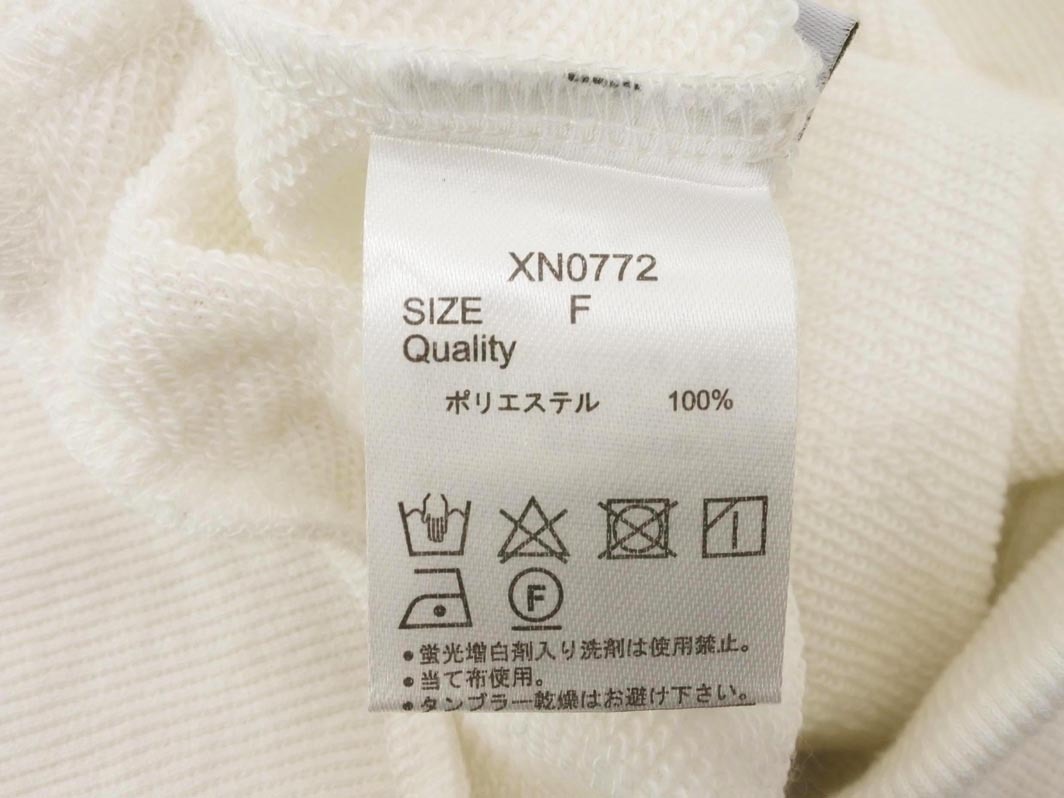 XN0772
SIZE F
Quality
ポリエステル 100%
F
•蛍光増白剤入り洗剤は使用禁止。
•当て布使用。
•タンブラー乾燥はお避け下さい。